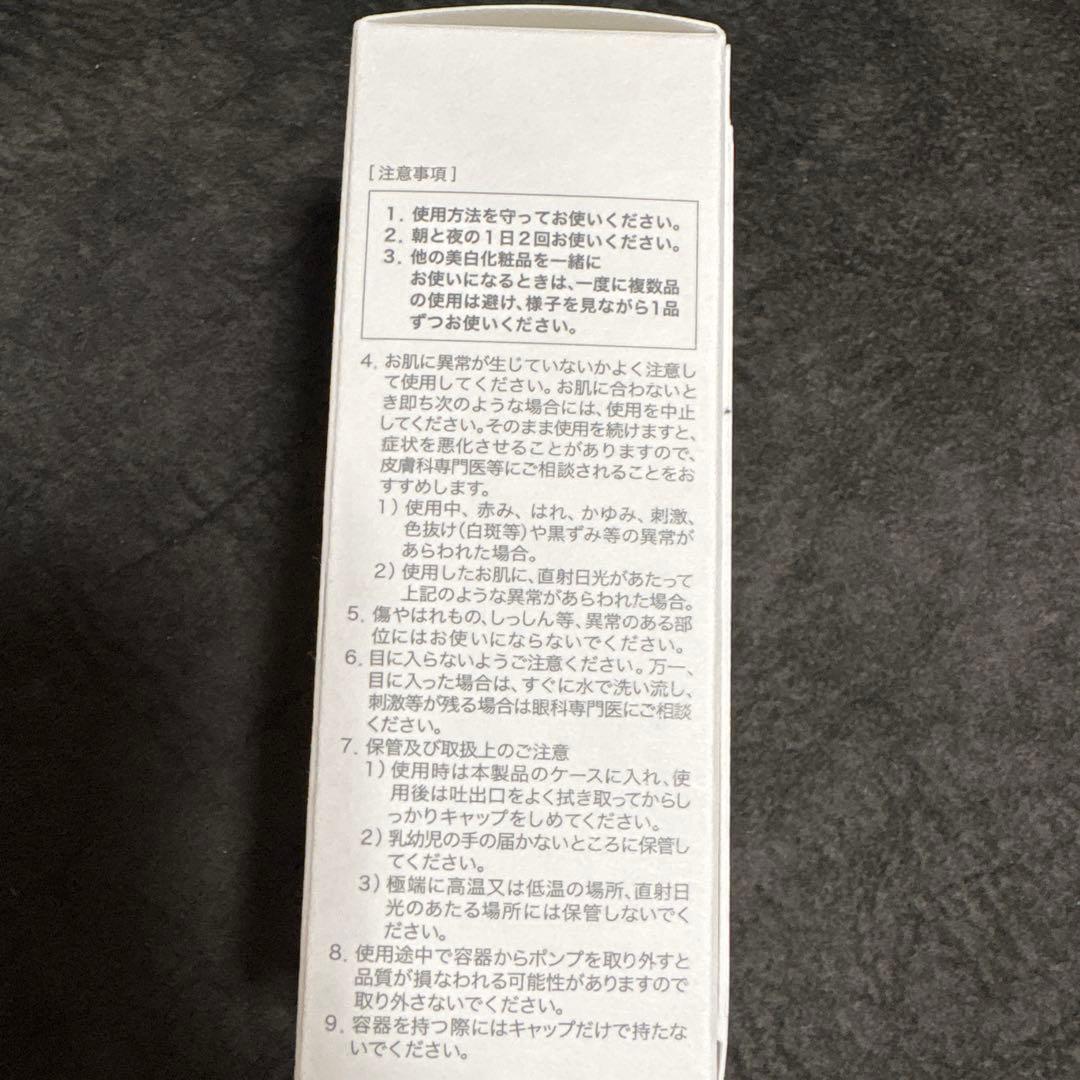 [注意事項]
1. 使用方法を守ってお使いください。
2. 朝と夜の1日2回お使いください。
3. 他の美白化粧品を一緒に
お使いになるときは、一度に複数品
の使用は避け、様子を見ながら1品
ずつお使いください。
4. お肌に異常が生じていないかよく注意し
て使用してください。お肌に合わないと
き即ち次のような場合には、使用を中止
してください。そのまま使用を続けますと、
症状を悪化させることがありますので、
皮膚科専門医等にご相談されることをお
すすめします。
1) 使用中、赤み、はれ、かゆみ、刺激、
色抜け(白斑等)や黒ずみ等の異常が
あらわれた場合。
2) 使用したお肌に、直射日光があたって
上記のような異常があらわれた場合。
5. 傷やはれもの、しっしん等、異常のある部
位にはお使いにならないでください。
6. 目に入らないようご注意ください。万一、
目に入った場合は、すぐに水で洗い流し、
刺激等が残る場合は眼科専門医にご相談
ください。
7. 保管及び取扱上のご注意
1) 使用時は本製品のケースに入れ、使
用後は吐出口をよく拭き取ってからし
っかりキャップをしめてください。
2) 乳幼児の手の届かないところに保管し
てください。
3) 極端に高温又は低温の場所、直射日
光のあたる場所には保管しないでく
ださい。
8. 使用途中で容器からポンプを取り外すと
品質が損なわれる可能性がありますので
取り外さないでください。
9. 容器を持つ際にはキャップだけで持たな
いでください。